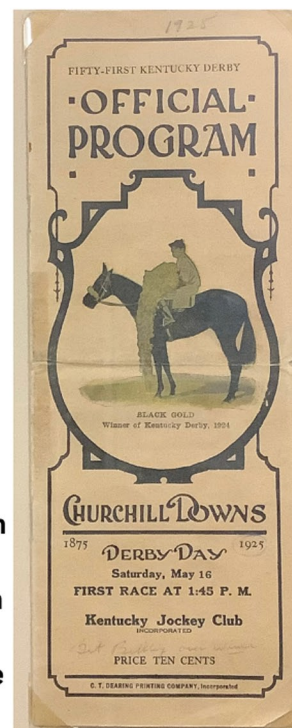 1925
FIFTY-FIRST KENTUCKY DERBY
OFFICIAL
PROGRAM
BLACK GOLD
Winner of Kentucky Derby, 1924
CHURCHILL DOWNS
1875 1925
DERBY DAY
Saturday, May 16
FIRST RACE AT 1:45 P. M.
Kentucky Jockey Club
INCORPORATED
PRICE TEN CENTS
C. T. DEARING PRINTING COMPANY, Incorporated